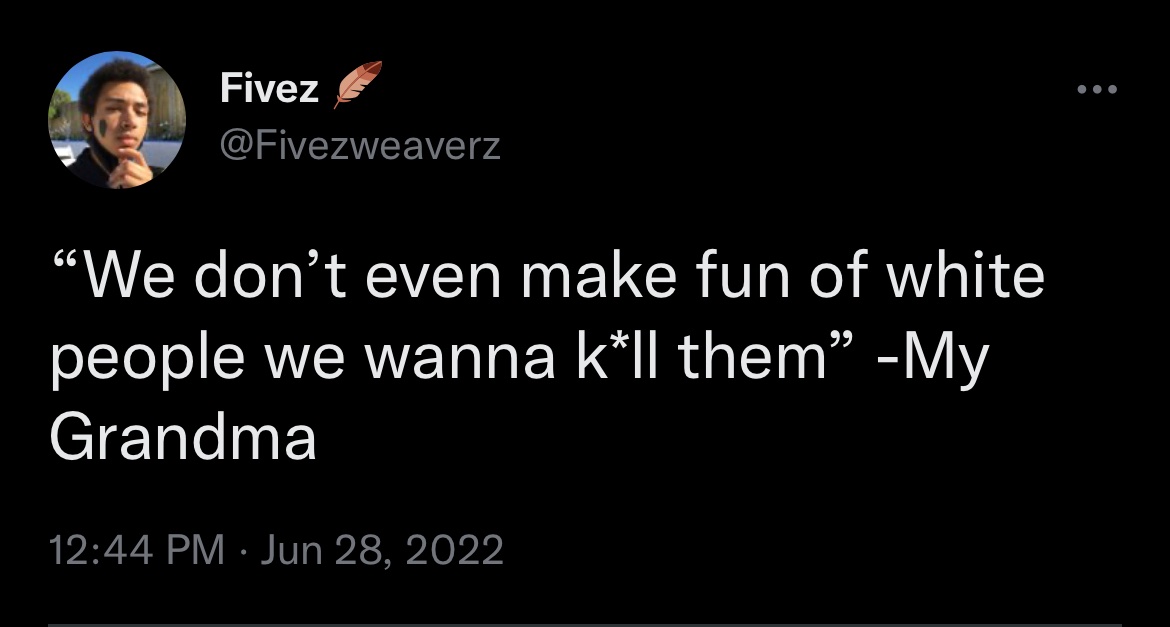 Fivez 🪶
@Fivezweaverz
“We don’t even make fun of white
people we wanna k*ll them” -My
Grandma
12:44 PM · Jun 28, 2022